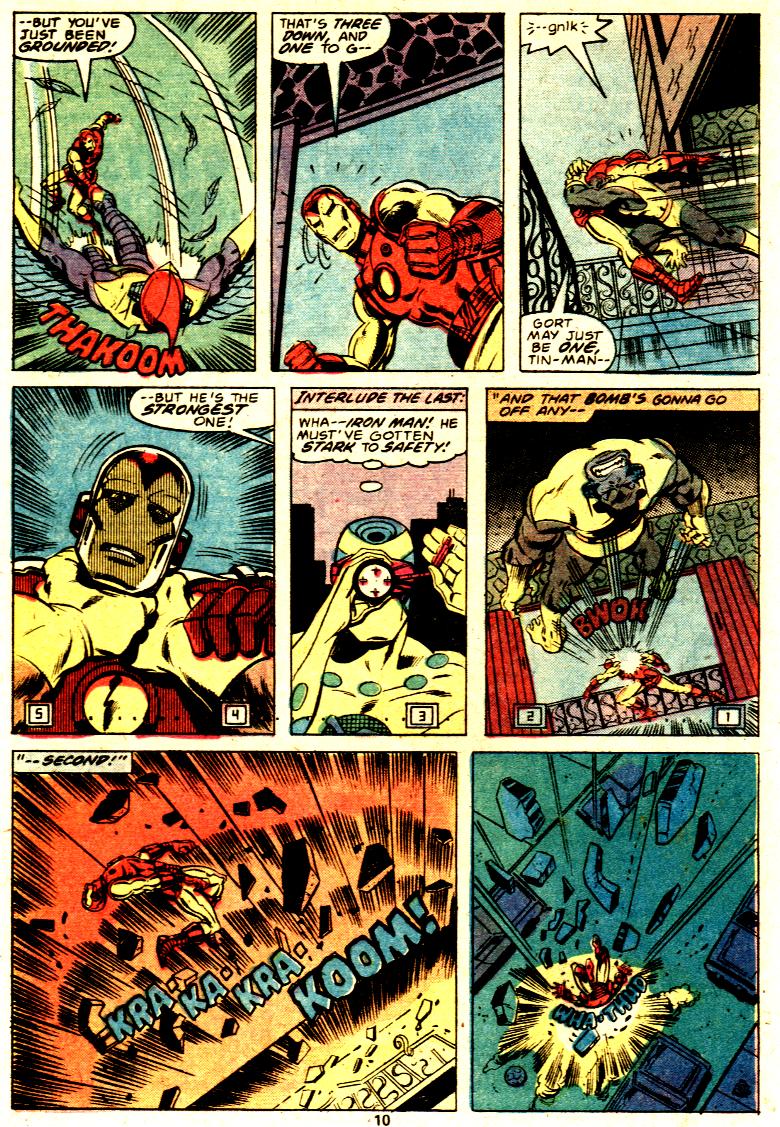 --BUT YOU'VE
JUST BEEN
GROUNDED!
THAKOOM
THAT'S THREE
DOWN, AND
ONE TO G--
--gnlk
GORT
MAY JUST
BE ONE,
TIN-MAN--
--BUT HE'S THE
STRONGEST
ONE!
5 4
INTERLUDE THE LAST:
WHA--IRON MAN! HE
MUST'VE GOTTEN
STARK TO SAFETY!
3
"AND THAT BOMB'S GONNA GO
OFF ANY--
BWOK
2 1
"--SECOND!"
KRA KA KRA KOOM!
WHA-THUD
10